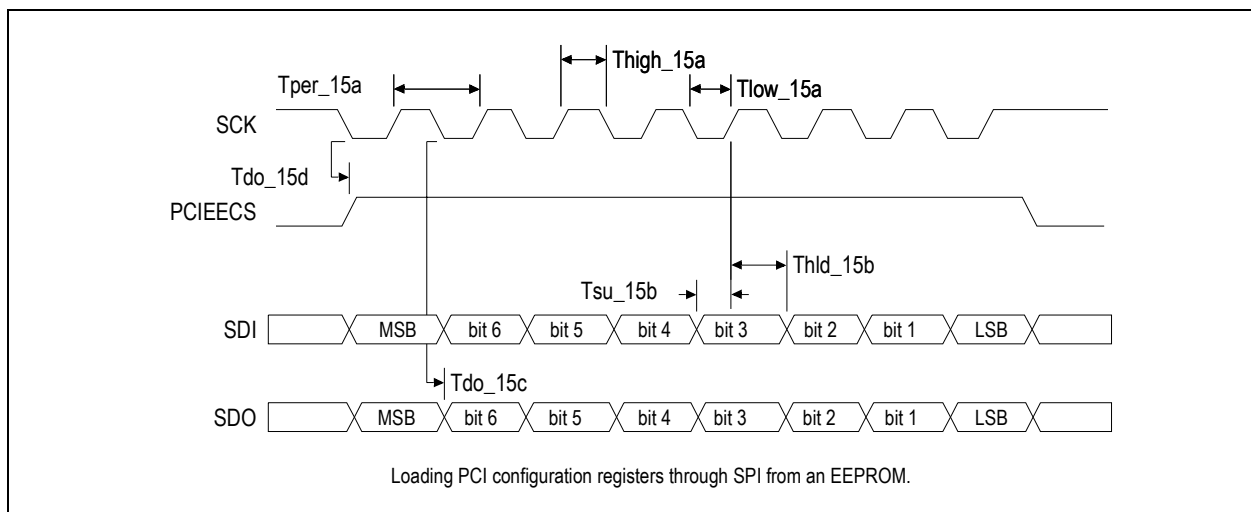 Thigh_15a
Tper_15a
Tlow_15a
SCK
Tdo_15d
PCIEECS
Thld_15b
Tsu_15b
SDI MSB bit 6 bit 5 bit 4 bit 3 bit 2 bit 1 LSB
Tdo_15c
SDO MSB bit 6 bit 5 bit 4 bit 3 bit 2 bit 1 LSB
Loading PCI configuration registers through SPI from an EEPROM.